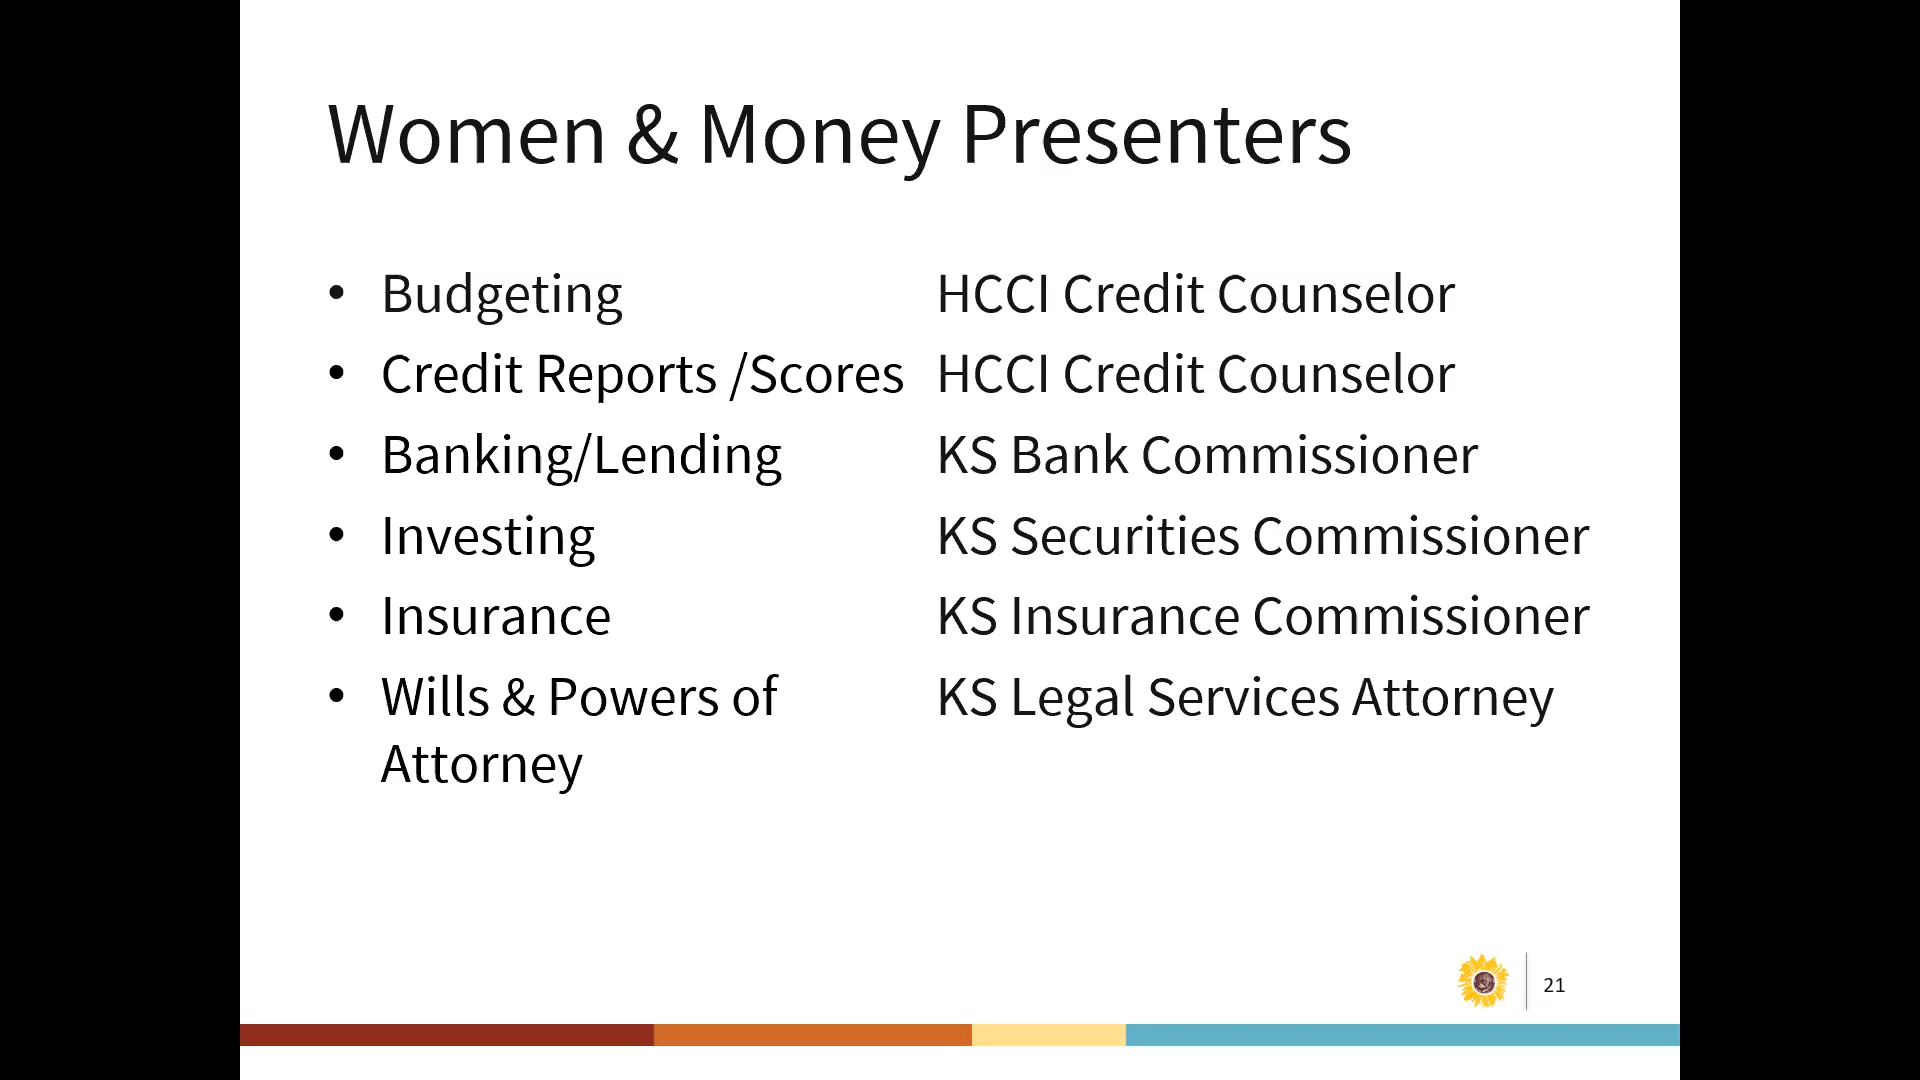 Women & Money Presenters
• Budgeting HCCI Credit Counselor
• Credit Reports /Scores HCCI Credit Counselor
• Banking/Lending KS Bank Commissioner
• Investing KS Securities Commissioner
• Insurance KS Insurance Commissioner
• Wills & Powers of KS Legal Services Attorney
Attorney
21